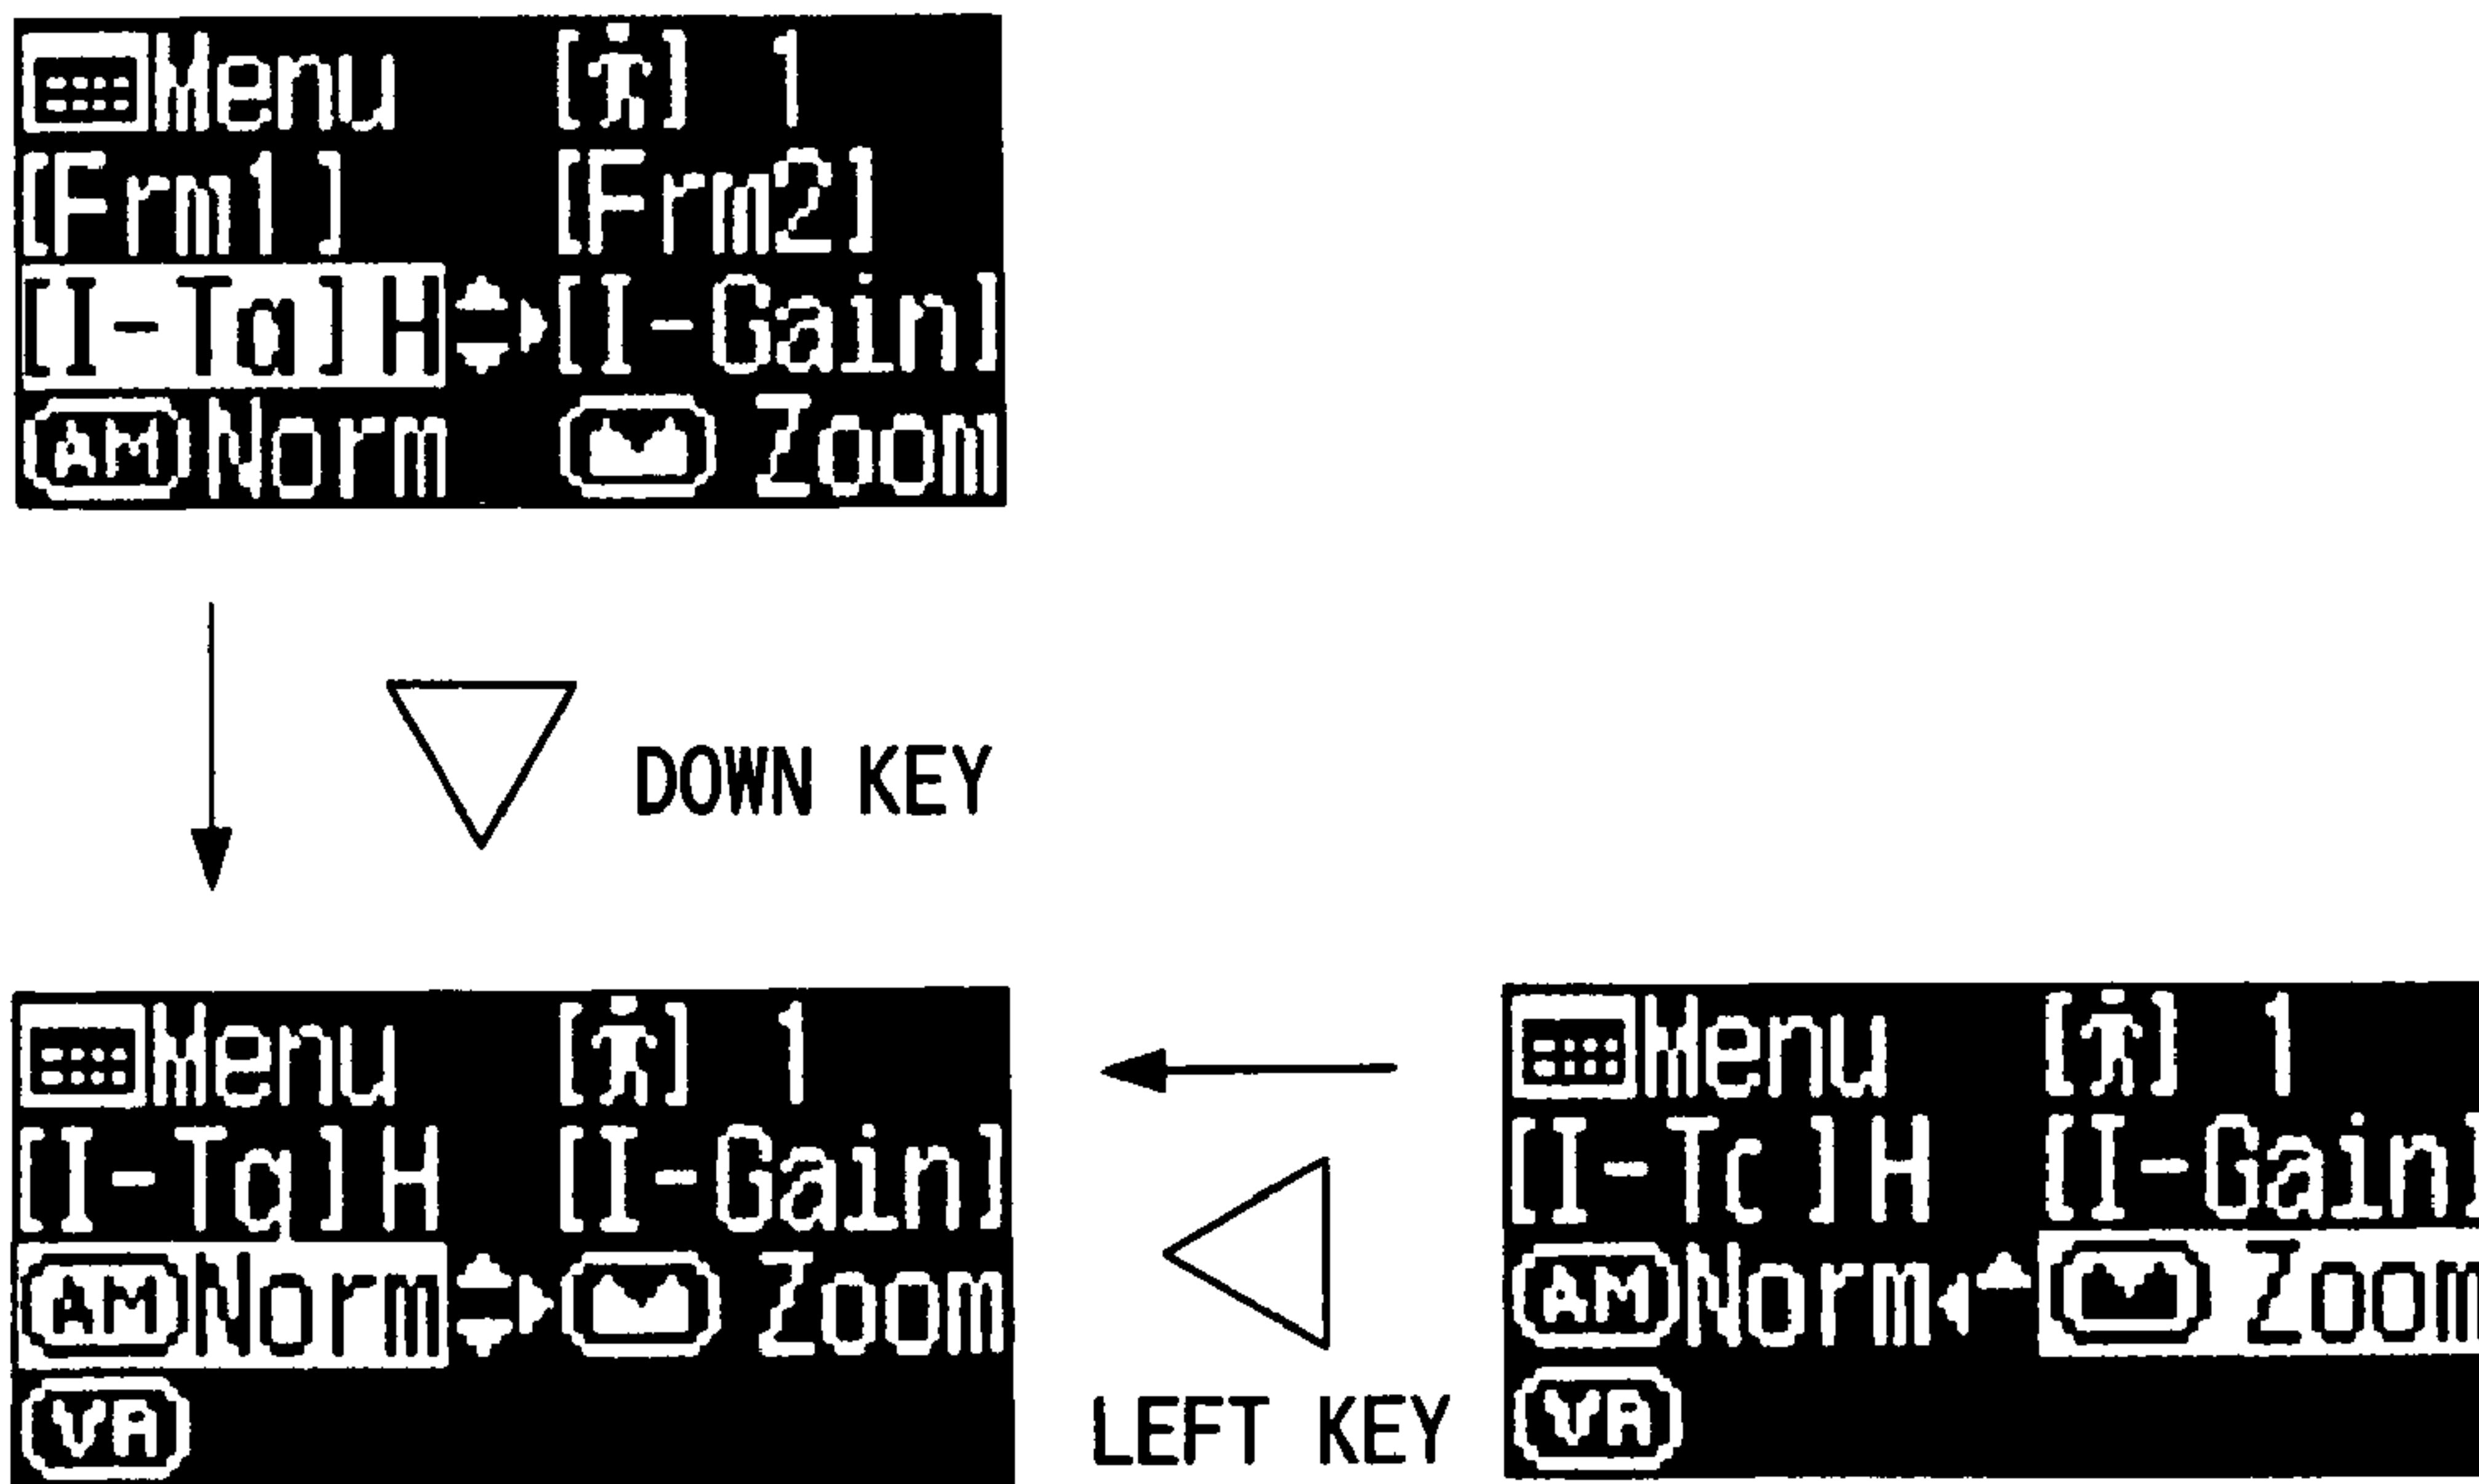 Menu [] 1
[Frm1 ] [Frm2]
[I-Ta] H [I-Gain]
AM Norm Zoom
DOWN KEY
Menu [] 1
[I-Ta] H [I-Gain]
AM Norm Zoom
VA
LEFT KEY
Menu [] 1
[I-Tc ] H [I-Gain]
AM Norm Zoom
VA